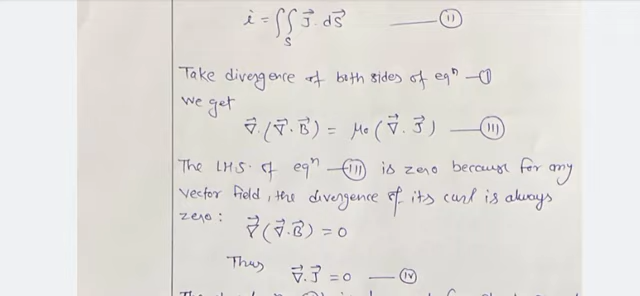 i = ∬_S J⃗ . dS⃗ —— (ii)
Take divergence of both sides of eqⁿ —(i)
we get
∇⃗.(∇⃗.B⃗) = μ₀(∇⃗.J⃗) —(iii)
The LHS. of eqⁿ —(iii) is zero because for any
vector field, the divergence of its curl is always
zero:
∇⃗(∇⃗.B⃗) = 0
Thus
∇⃗.J⃗ = 0 —(iv)